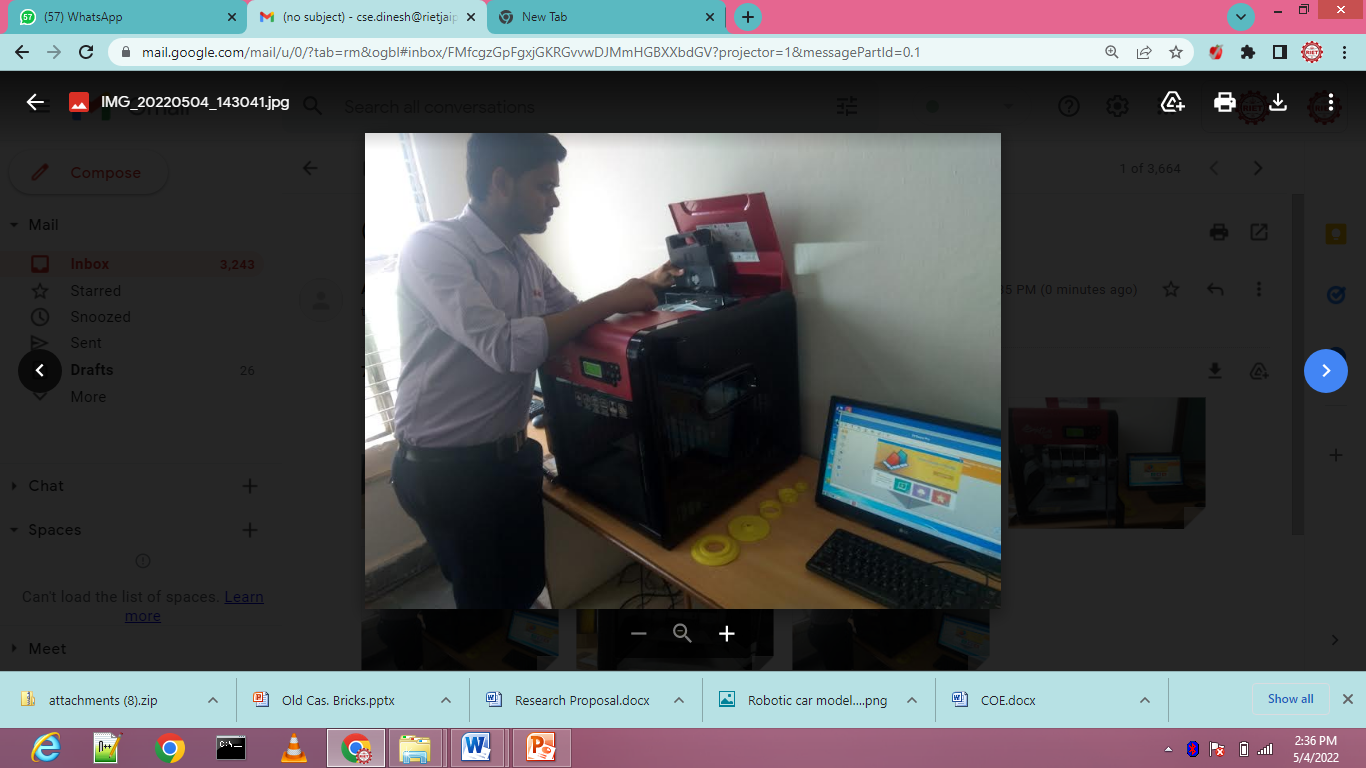 (57) WhatsApp
(no subject) - cse.dinesh@rietjaip
New Tab
mail.google.com/mail/u/0/?tab=rm&ogbl#inbox/FMfcgzGpFgxjGKRGvvwDJMmHGBXXbdGV?projector=1&messagePartId=0.1
IMG_20220504_143041.jpg
Search all conversations
Compose
1 of 3,664
Mail
Inbox 3,243
Starred
Snoozed
Sent
Drafts 26
More
PM (0 minutes ago)
Chat
Spaces
Can't load the list of spaces. Learn
more
Meet
attachments (8).zip
Old Cas. Bricks.pptx
Research Proposal.docx
Robotic car model....png
COE.docx
Show all
2:36 PM
5/4/2022